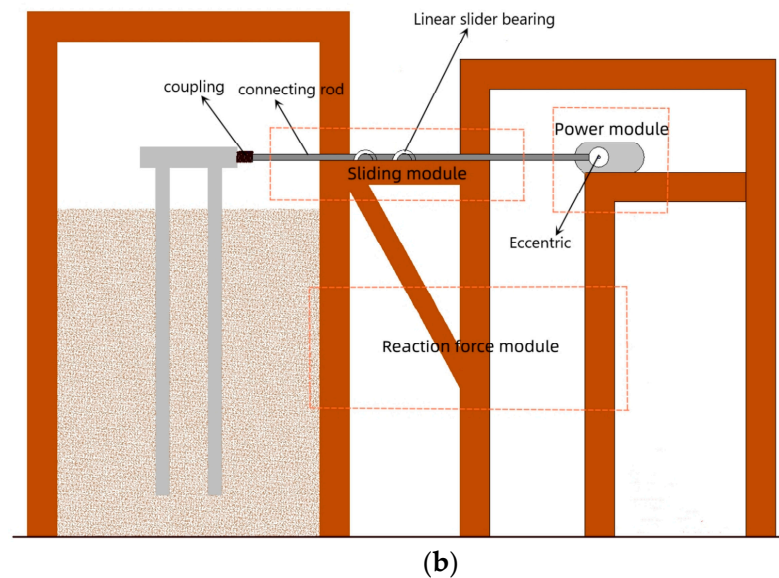 Linear slider bearing
coupling
connecting rod
Power module
Sliding module
Eccentric
Reaction force module
(b)